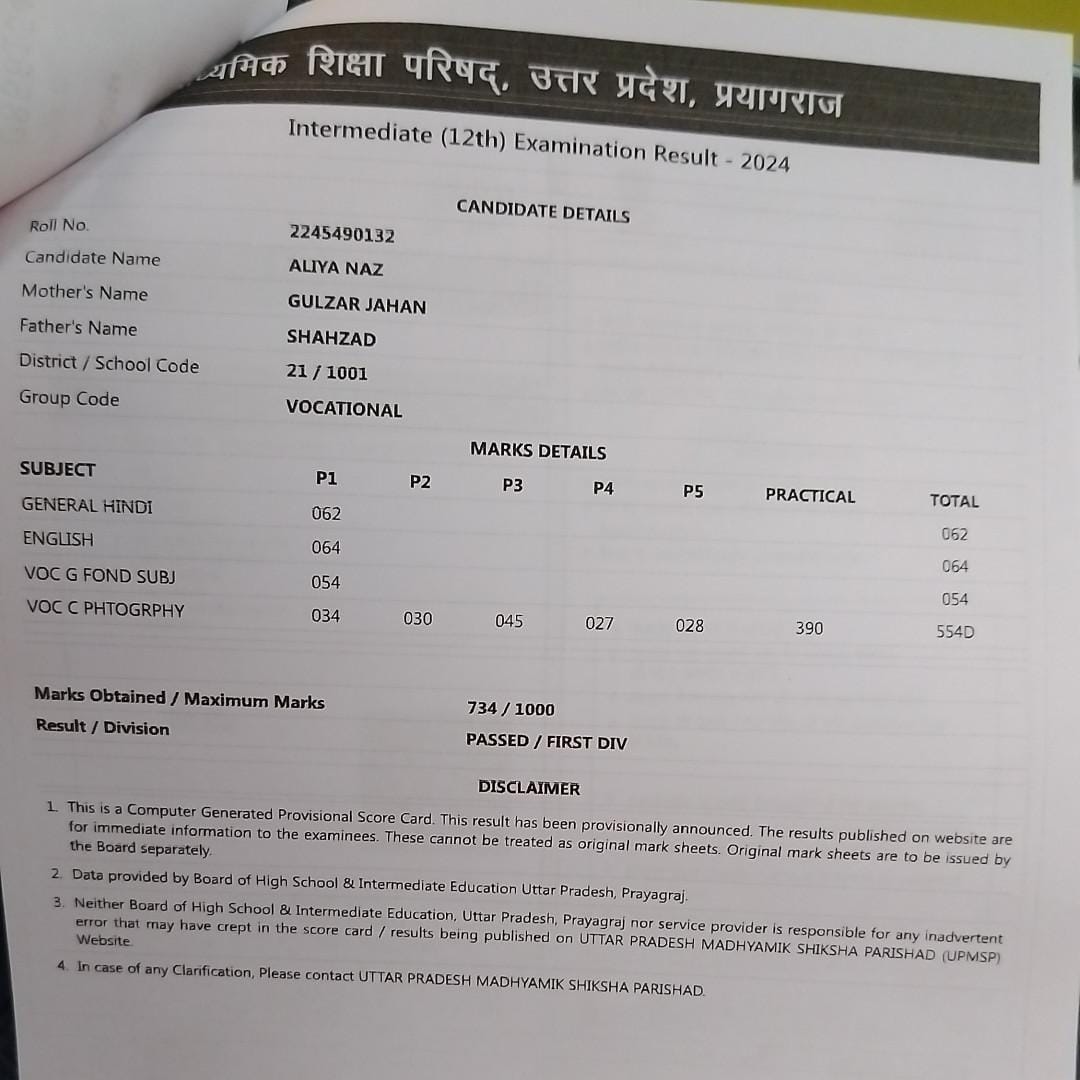 शिक्षा परिषद्, उत्तर प्रदेश, प्रयागराज
Intermediate (12th) Examination Result - 2024
CANDIDATE DETAILS
Roll No. 2245490132
Candidate Name ALIYA NAZ
Mother's Name GULZAR JAHAN
Father's Name SHAHZAD
District / School Code 21 / 1001
Group Code VOCATIONAL
MARKS DETAILS
SUBJECT P1 P2 P3 P4 P5 PRACTICAL TOTAL
GENERAL HINDI 062 062
ENGLISH 064 064
VOC G FOND SUBJ 054 054
VOC C PHTOGRPHY 034 030 045 027 028 390 554D
Marks Obtained / Maximum Marks 734 / 1000
Result / Division PASSED / FIRST DIV
DISCLAIMER
1. This is a Computer Generated Provisional Score Card. This result has been provisionally announced. The results published on website are
for immediate information to the examinees. These cannot be treated as original mark sheets. Original mark sheets are to be issued by
the Board separately.
2. Data provided by Board of High School & Intermediate Education Uttar Pradesh, Prayagraj.
3. Neither Board of High School & Intermediate Education, Uttar Pradesh, Prayagraj nor service provider is responsible for any inadvertent
error that may have crept in the score card / results being published on UTTAR PRADESH MADHYAMIK SHIKSHA PARISHAD (UPMSP)
Website.
4. In case of any Clarification, Please contact UTTAR PRADESH MADHYAMIK SHIKSHA PARISHAD.